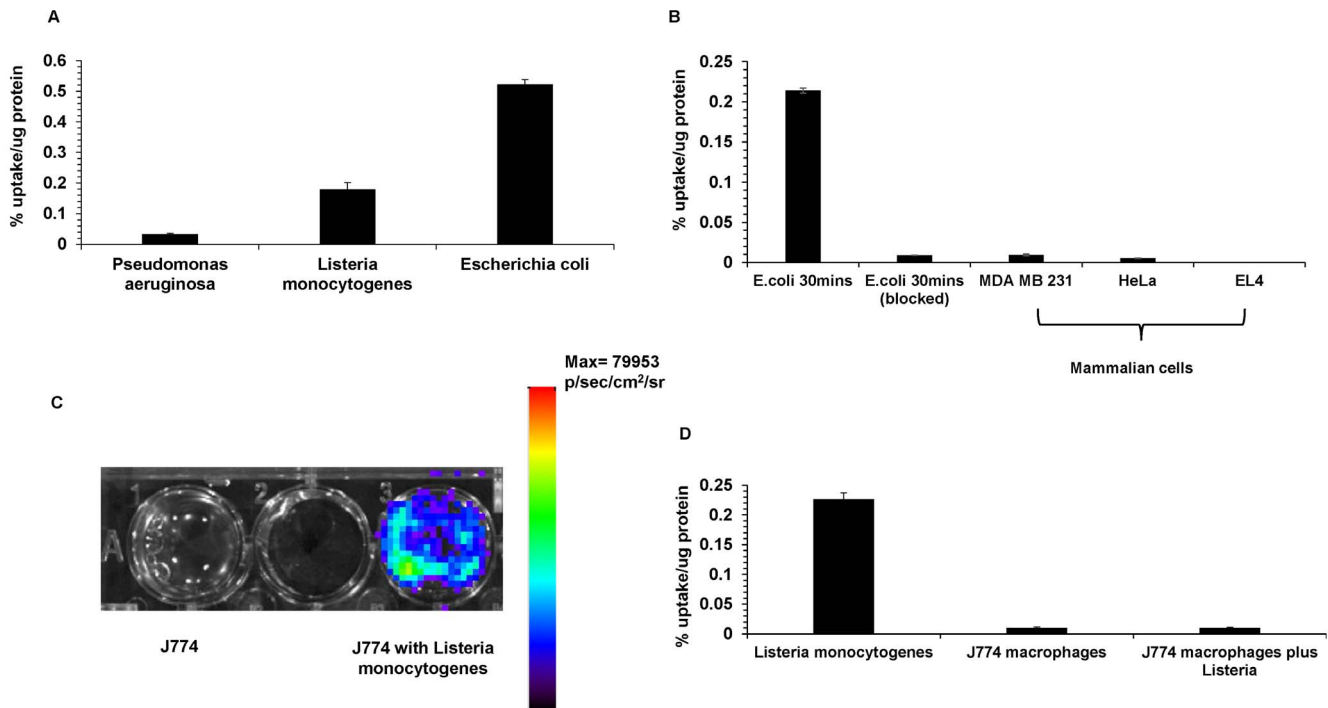 A
% uptake/ug protein
0.6
0.5
0.4
0.3
0.2
0.1
0
Pseudomonas
aeruginosa
Listeria
monocytogenes
Escherichia coli
B
% uptake/ug protein
0.25
0.2
0.15
0.1
0.05
0
E.coli 30mins
E.coli 30mins
(blocked)
MDA MB 231
HeLa
EL4
Mammalian cells
C
Max= 79953
p/sec/cm²/sr
1
2
3
A
J774
J774 with Listeria
monocytogenes
D
% uptake/ug protein
0.25
0.2
0.15
0.1
0.05
0
Listeria monocytogenes
J774 macrophages
J774 macrophages plus
Listeria